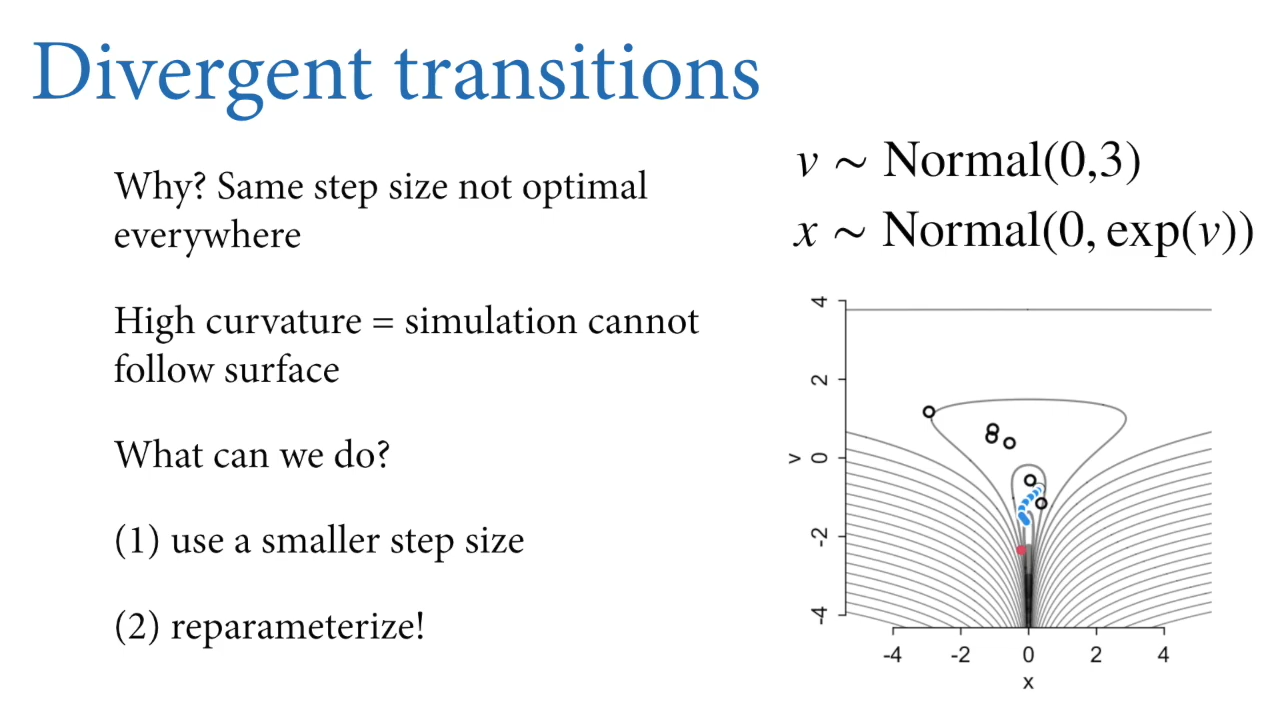 Divergent transitions
Why? Same step size not optimal
everywhere
High curvature = simulation cannot
follow surface
What can we do?
(1) use a smaller step size
(2) reparameterize!
v ∼ Normal(0,3)
x ∼ Normal(0, exp(v))
4
2
0
-2
-4
v
-4 -2 0 2 4
x